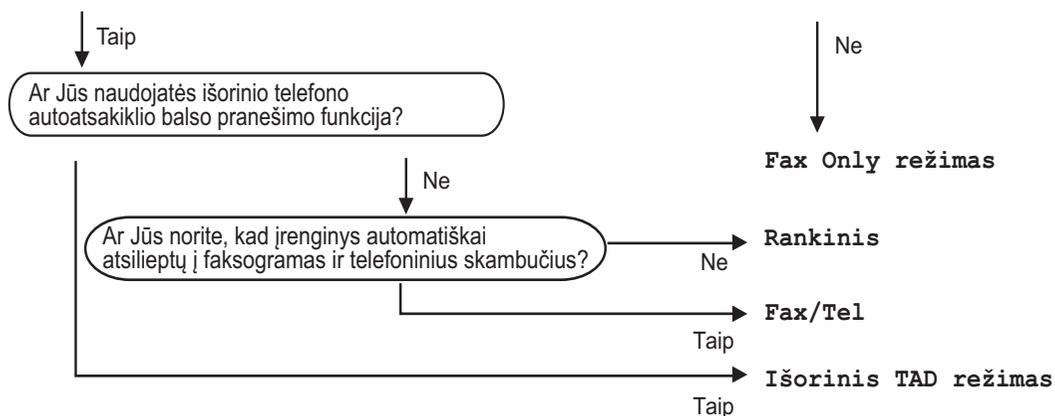 Taip
Ne
Ar Jūs naudojatės išorinio telefono
autoatsakiklio balso pranešimo funkcija?
Fax Only režimas
Ne
Ar Jūs norite, kad įrenginys automatiškai
atsilieptų į faksogramas ir telefoninius skambučius?
Rankinis
Ne
Fax/Tel
Taip
Išorinis TAD režimas
Taip